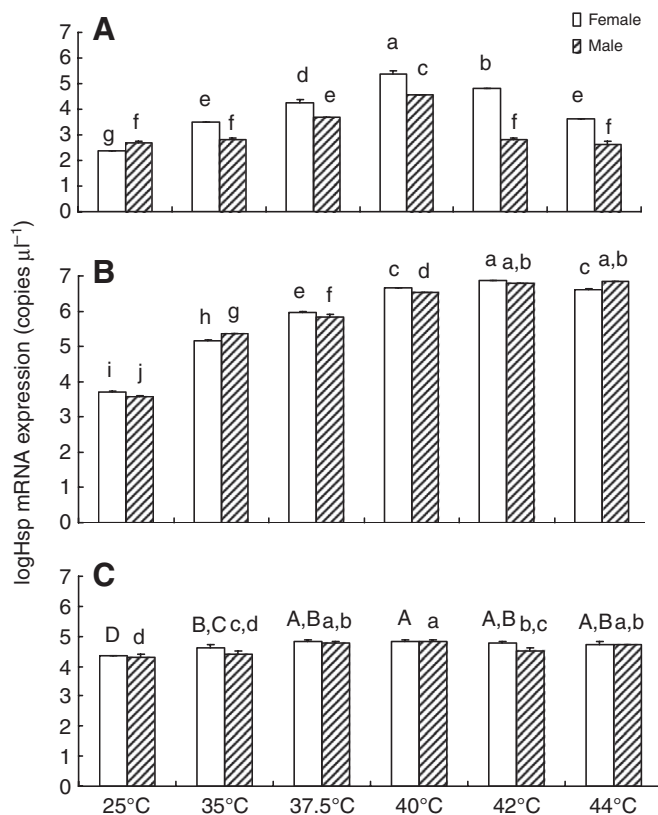 A
Female
Male
7
6
5
4
3
2
1
0
g f e f d e a c b f e f
B
7
6
5
4
3
2
1
0
i j h g e f c d a a,b c a,b
C
7
6
5
4
3
2
1
0
D d B,C c,d A,B a,b A a A,B b,c A,B a,b
25°C 35°C 37.5°C 40°C 42°C 44°C
logHsp mRNA expression (copies μl⁻¹)